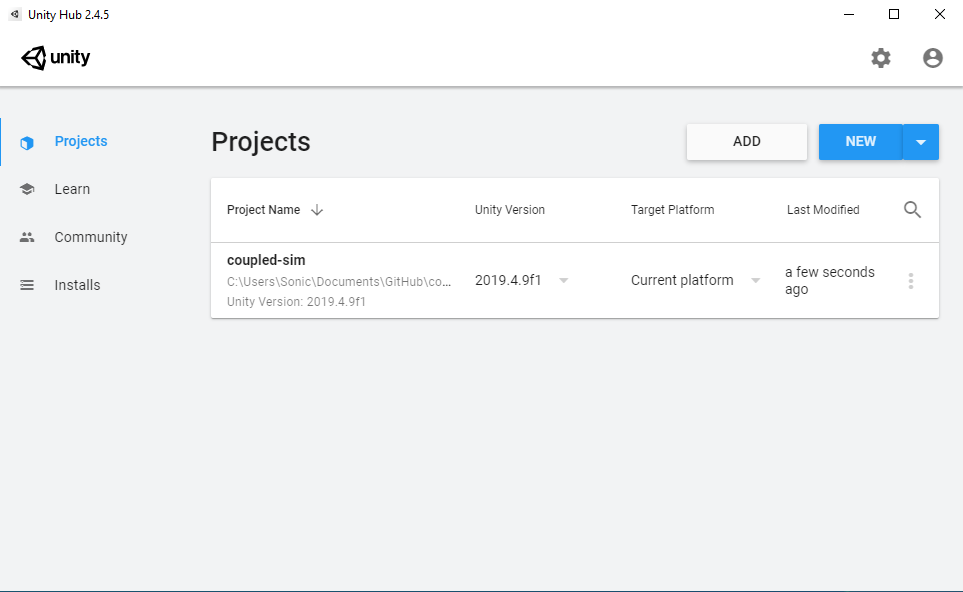 Unity Hub 2.4.5
unity
Projects
Learn
Community
Installs
Projects
ADD
NEW
Project Name
Unity Version
Target Platform
Last Modified
coupled-sim
C:\Users\Sonic\Documents\GitHub\co...
Unity Version: 2019.4.9f1
2019.4.9f1
Current platform
a few seconds
ago